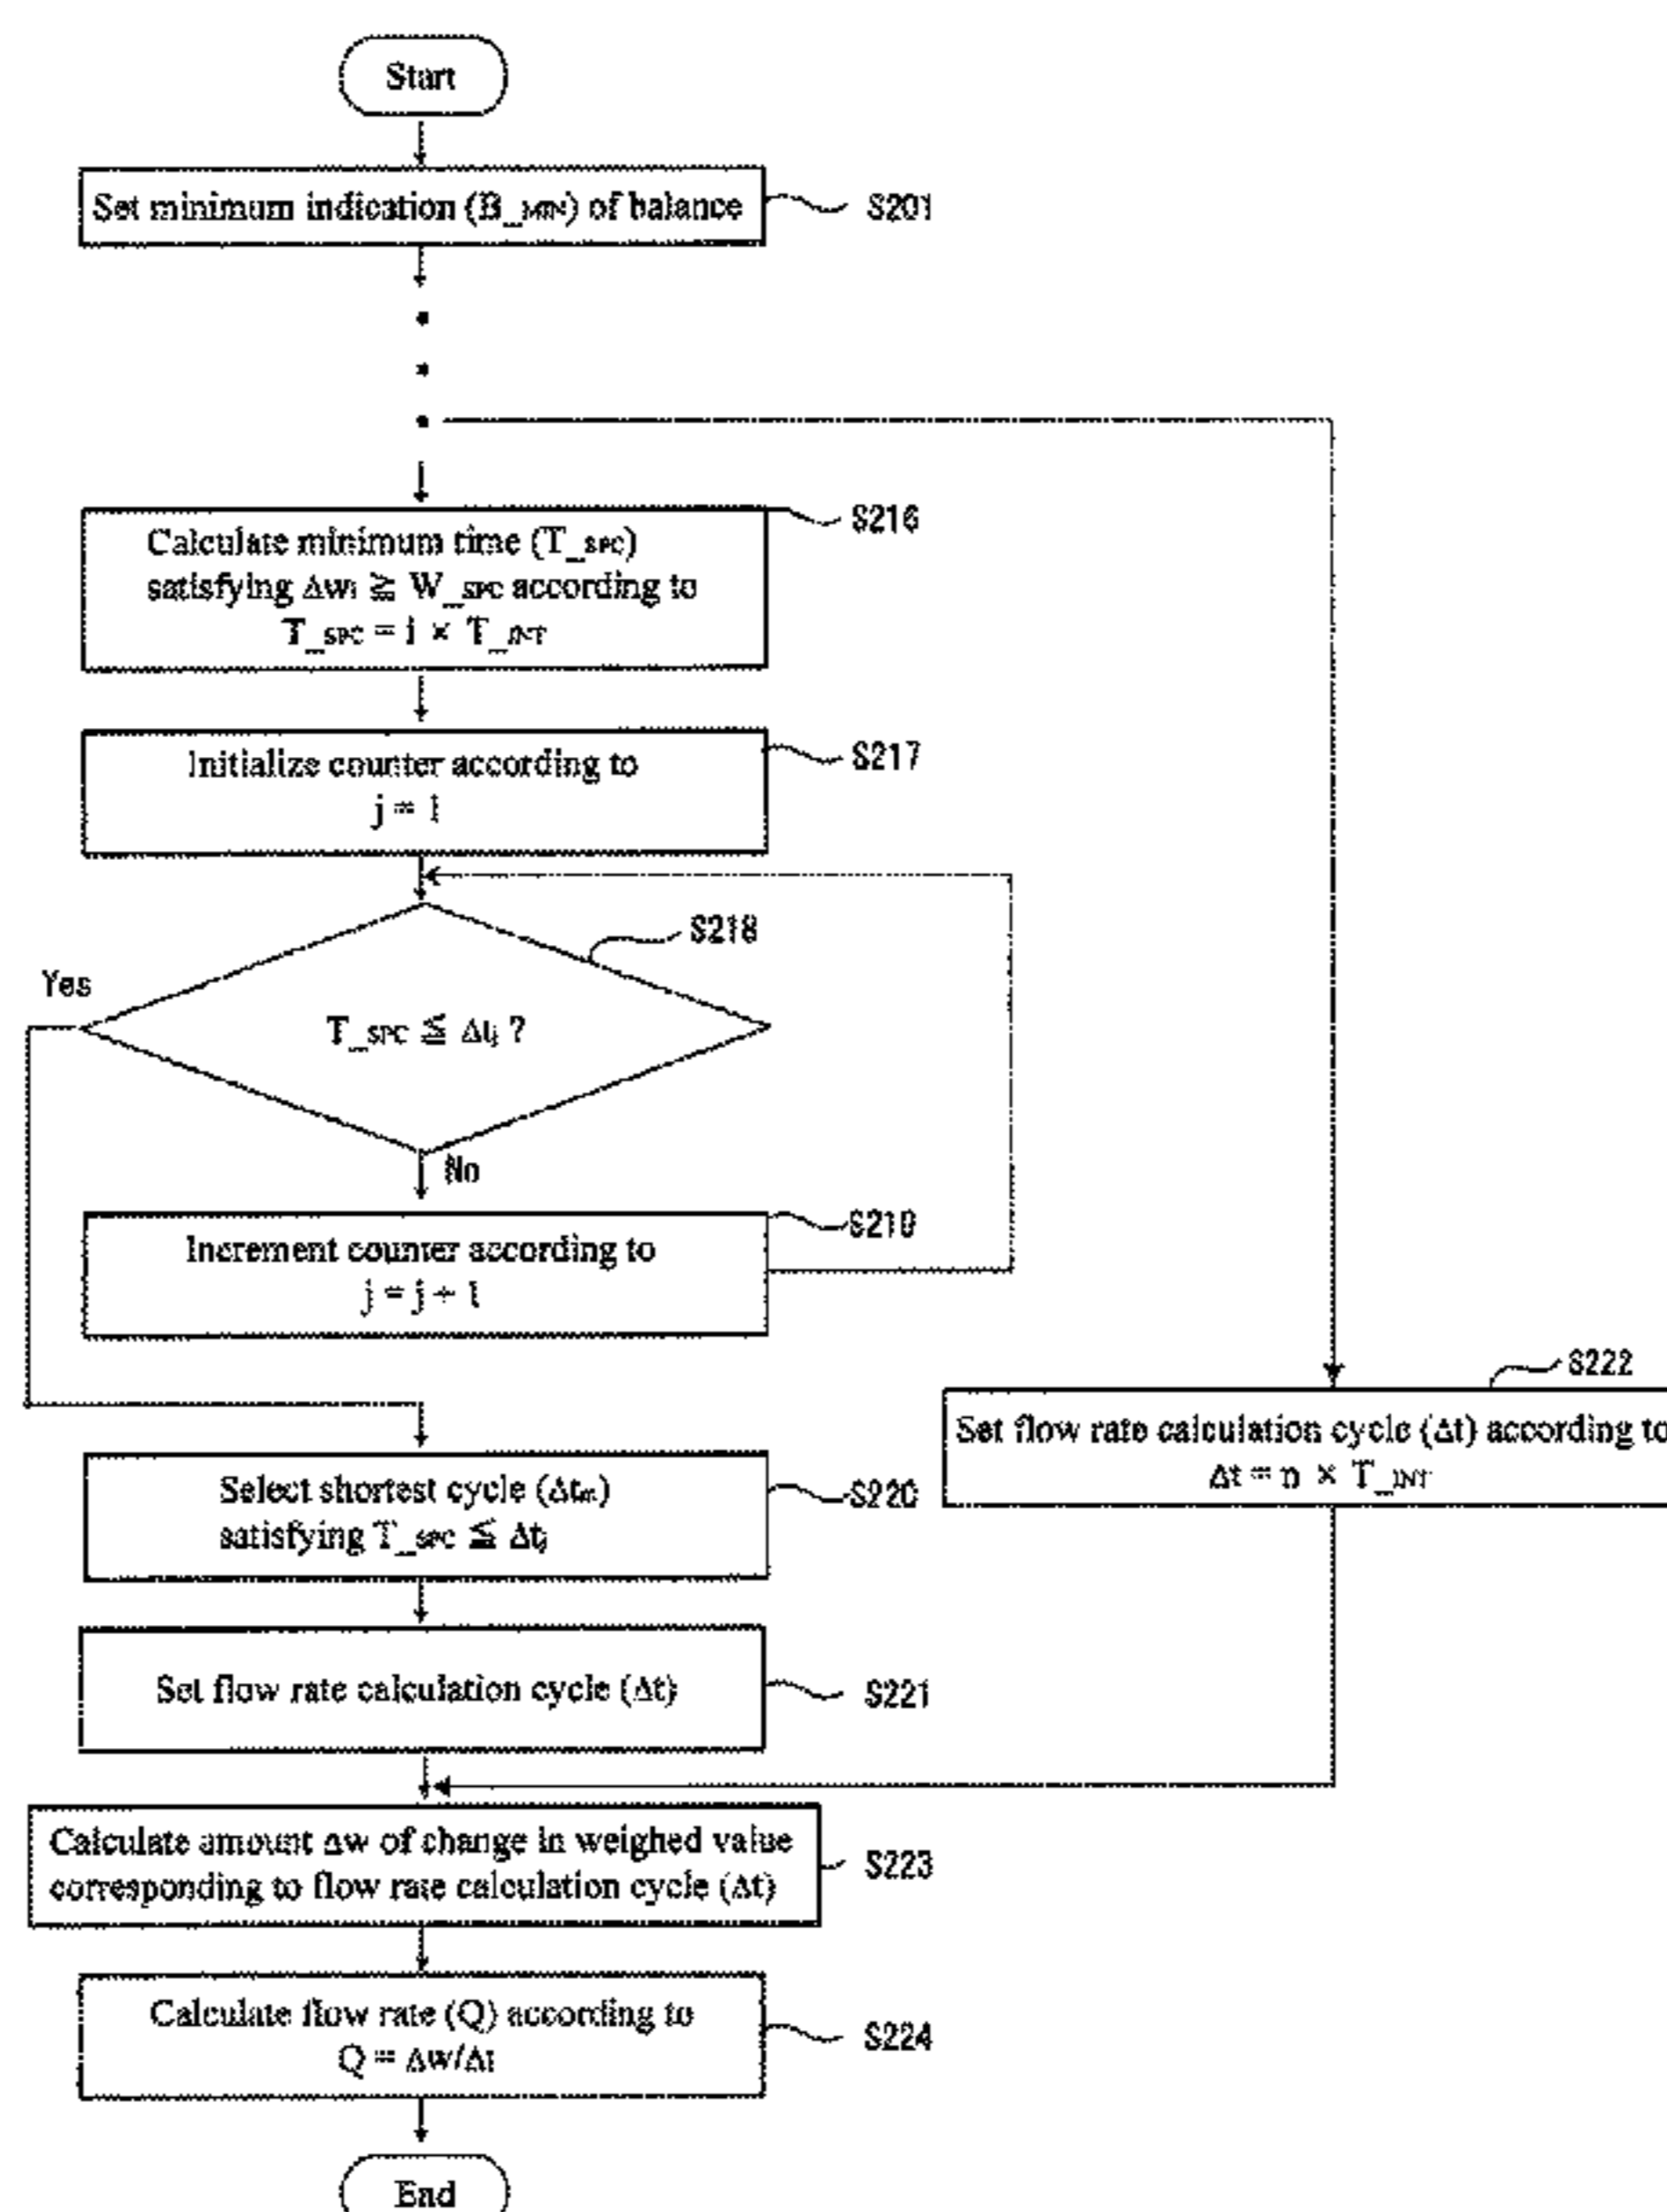 Start
Set minimum indication (B_MIN) of balance
S201
S216
Calculate minimum time (T_SPC)
satisfying Δwi ≧ W_SPC according to
T_SPC = i × T_INT
S217
Initialize counter according to
j = 1
S218
Yes
T_SPC ≦ Δtj ?
No
S219
Increment counter according to
j = j + 1
S222
Set flow rate calculation cycle (Δt) according to
Δt = n × T_INT
S220
Select shortest cycle (Δtm)
satisfying T_SPC ≦ Δtj
S221
Set flow rate calculation cycle (Δt)
Calculate amount Δw of change in weighed value
corresponding to flow rate calculation cycle (Δt)
S223
Calculate flow rate (Q) according to
Q = Δw/Δt
S224
End